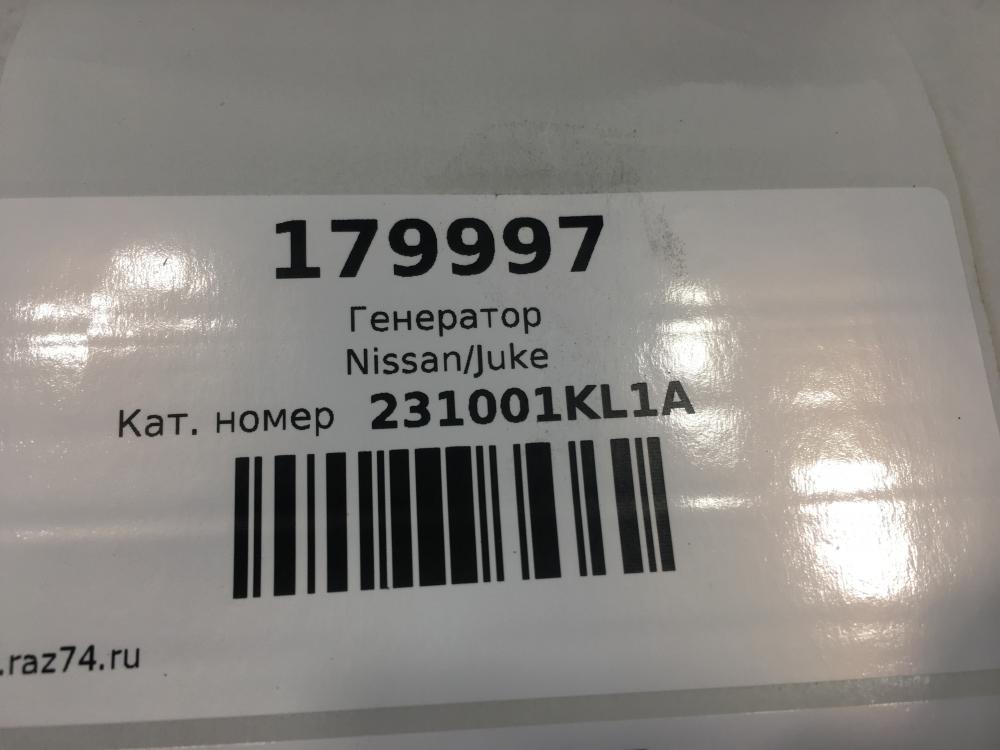 179997
Генератор
Nissan/Juke
Кат. номер 231001KL1A
.raz74.ru